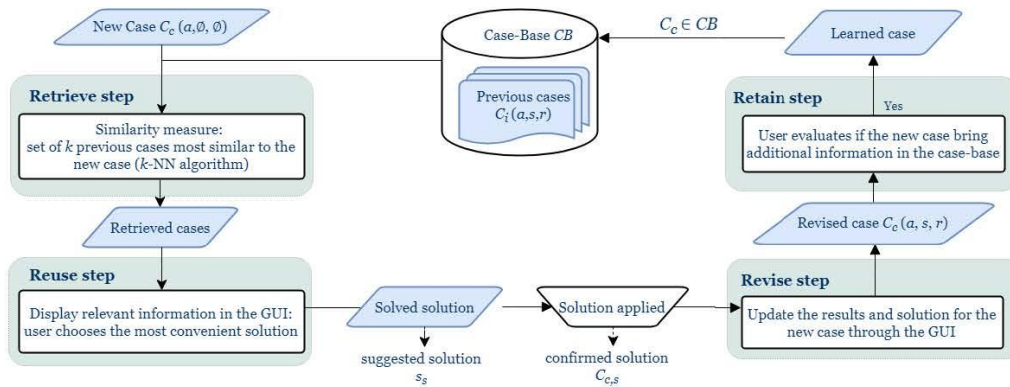 New Case C_c (a,∅, ∅)
Retrieve step
Similarity measure:
set of k previous cases most similar to the
new case (k-NN algorithm)
Retrieved cases
Reuse step
Display relevant information in the GUI:
user chooses the most convenient solution
Case-Base CB
Previous cases
C_i (a,s,r)
C_c ∈ CB
Solved solution
suggested solution
s_s
Solution applied
confirmed solution
C_c,s
Revise step
Update the results and solution for the
new case through the GUI
Revised case C_c (a, s, r)
Retain step
User evaluates if the new case bring
additional information in the case-base
Yes
Learned case